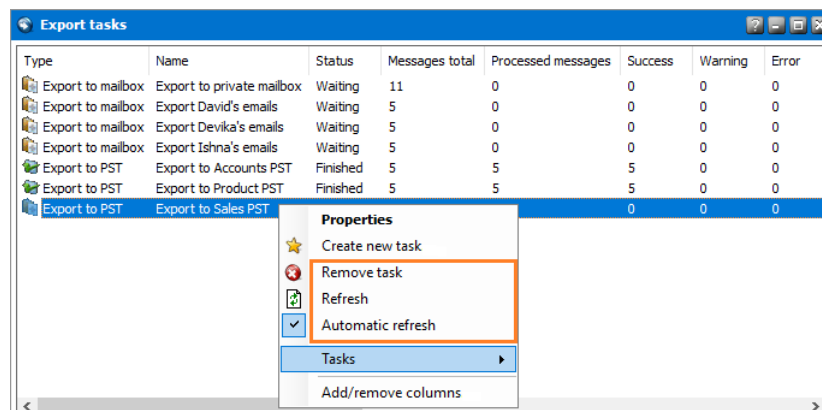 Export tasks
Type Name Status Messages total Processed messages Success Warning Error
Export to mailbox Export to private mailbox Waiting 11 0 0 0 0
Export to mailbox Export David's emails Waiting 5 0 0 0 0
Export to mailbox Export Devika's emails Waiting 5 0 0 0 0
Export to mailbox Export Ishna's emails Waiting 5 0 0 0 0
Export to PST Export to Accounts PST Finished 5 5 5 0 0
Export to PST Export to Product PST Finished 5 5 5 0 0
Export to PST Export to Sales PST 0 0 0
Properties
Create new task
Remove task
Refresh
Automatic refresh
Tasks
Add/remove columns